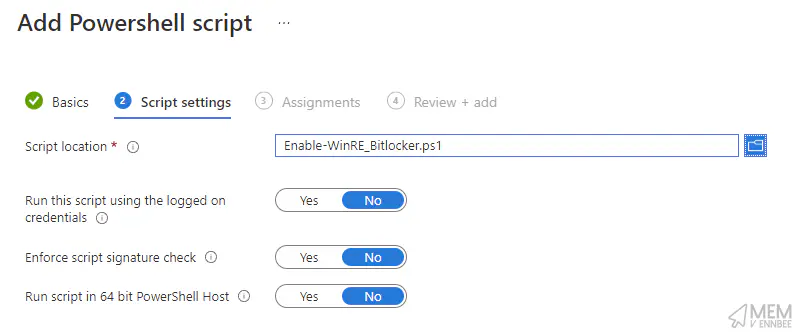 Add Powershell script ...
Basics 2 Script settings 3 Assignments 4 Review + add
Script location * Enable-WinRE_Bitlocker.ps1
Run this script using the logged on
credentials
Yes No
Enforce script signature check Yes No
Run script in 64 bit PowerShell Host Yes No
MEM
V ENNBEE